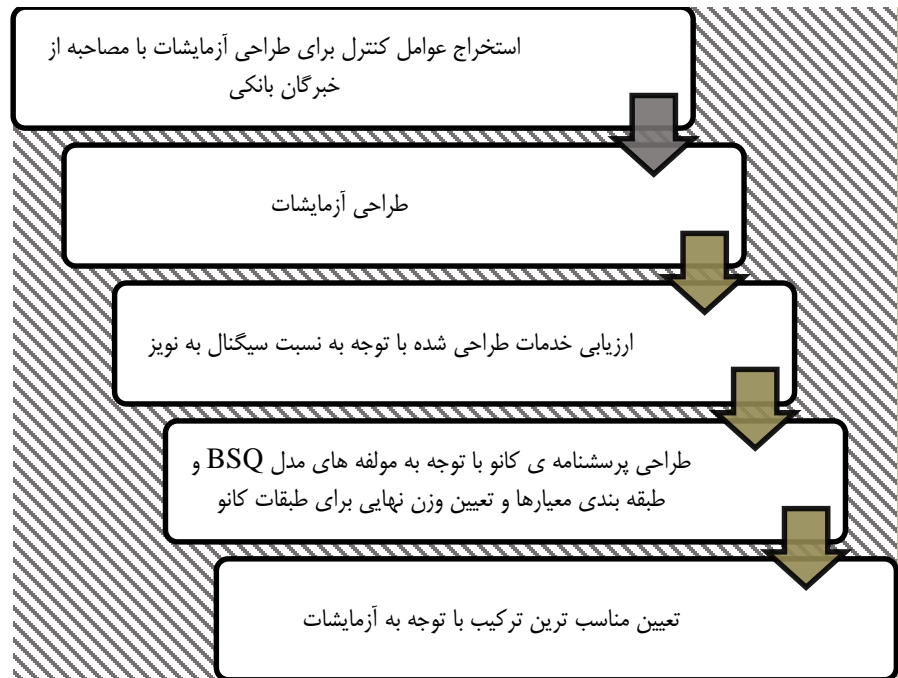 استخراج عوامل کنترل برای طراحی آزمایشات با مصاحبه از
خبرگان بانکی
طراحی آزمایشات
ارزیابی خدمات طراحی شده با توجه به نسبت سیگنال به نویز
طراحی پرسشنامه ی کانو با توجه به مولفه های مدل BSQ و
طبقه بندی معیارها و تعیین وزن نهایی برای طبقات کانو
تعیین مناسب ترین ترکیب با توجه به آزمایشات